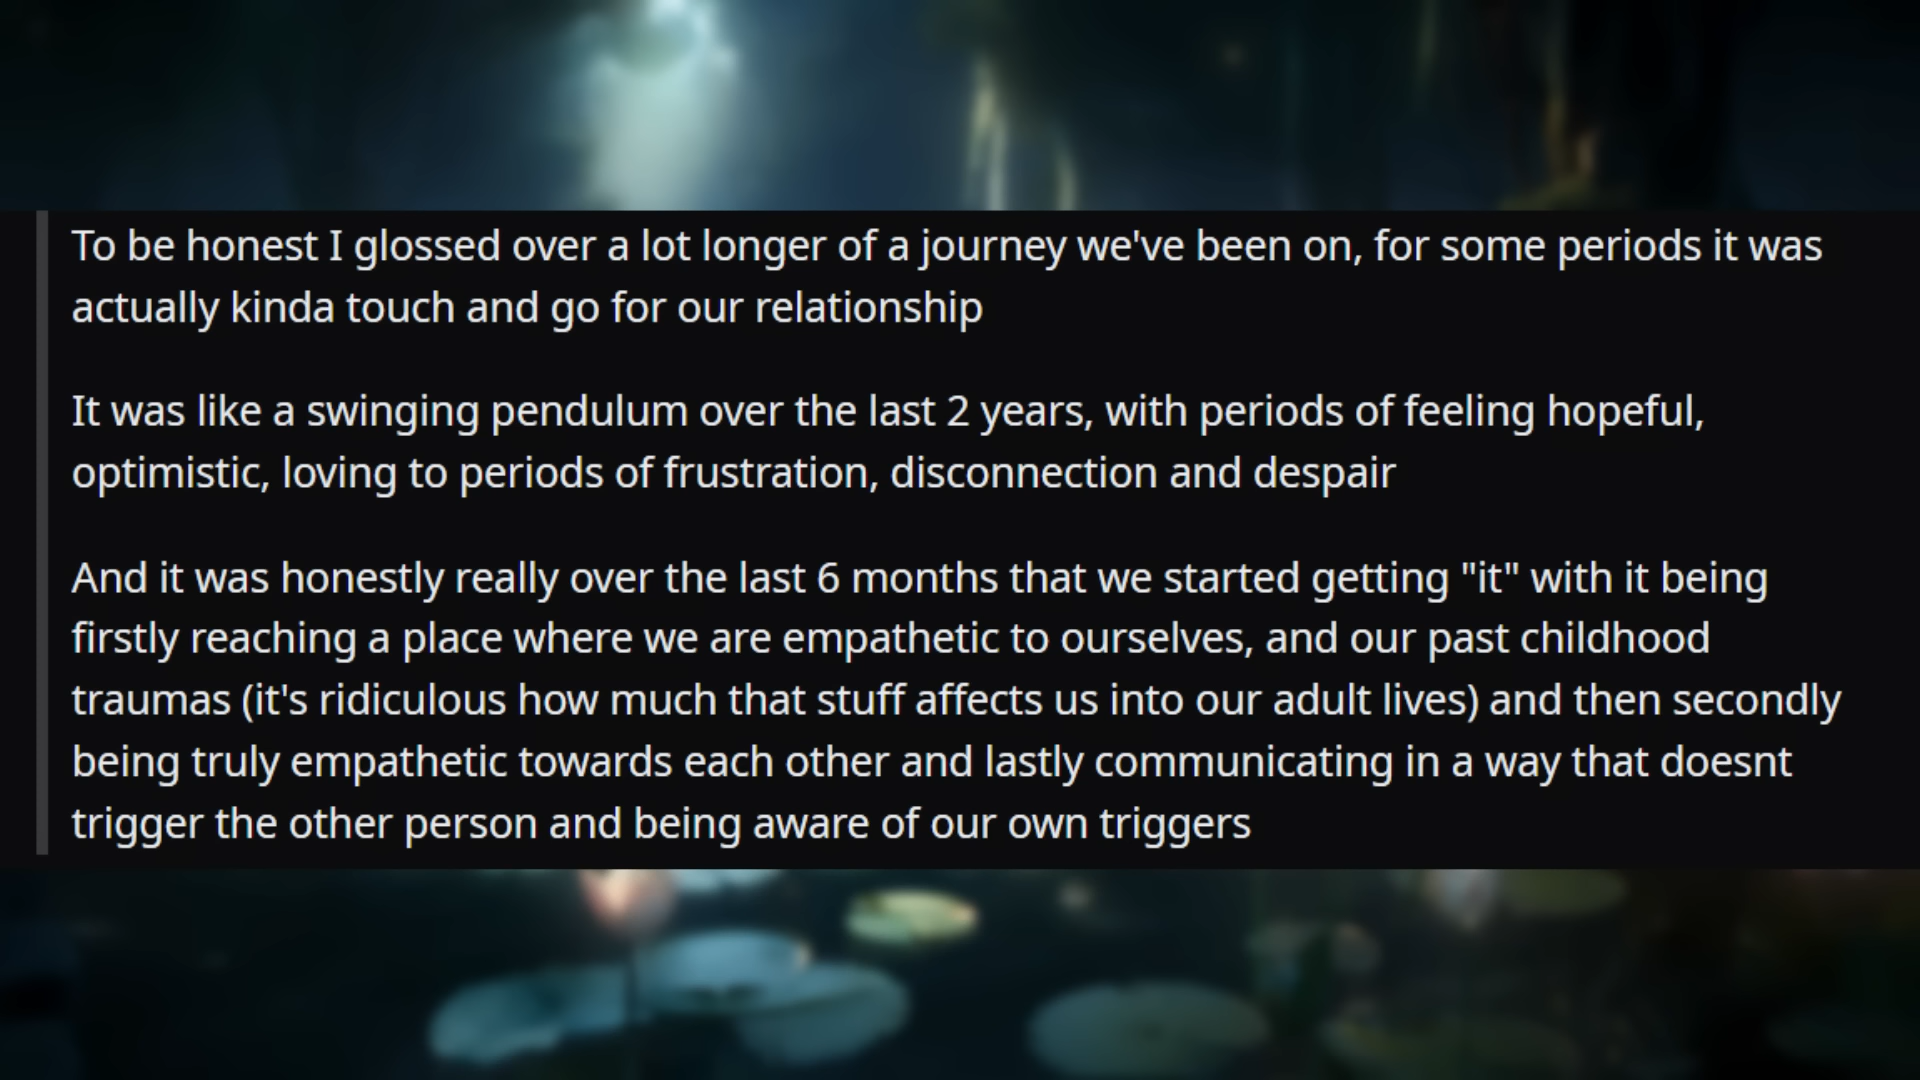 To be honest I glossed over a lot longer of a journey we've been on, for some periods it was
actually kinda touch and go for our relationship
It was like a swinging pendulum over the last 2 years, with periods of feeling hopeful,
optimistic, loving to periods of frustration, disconnection and despair
And it was honestly really over the last 6 months that we started getting "it" with it being
firstly reaching a place where we are empathetic to ourselves, and our past childhood
traumas (it's ridiculous how much that stuff affects us into our adult lives) and then secondly
being truly empathetic towards each other and lastly communicating in a way that doesnt
trigger the other person and being aware of our own triggers